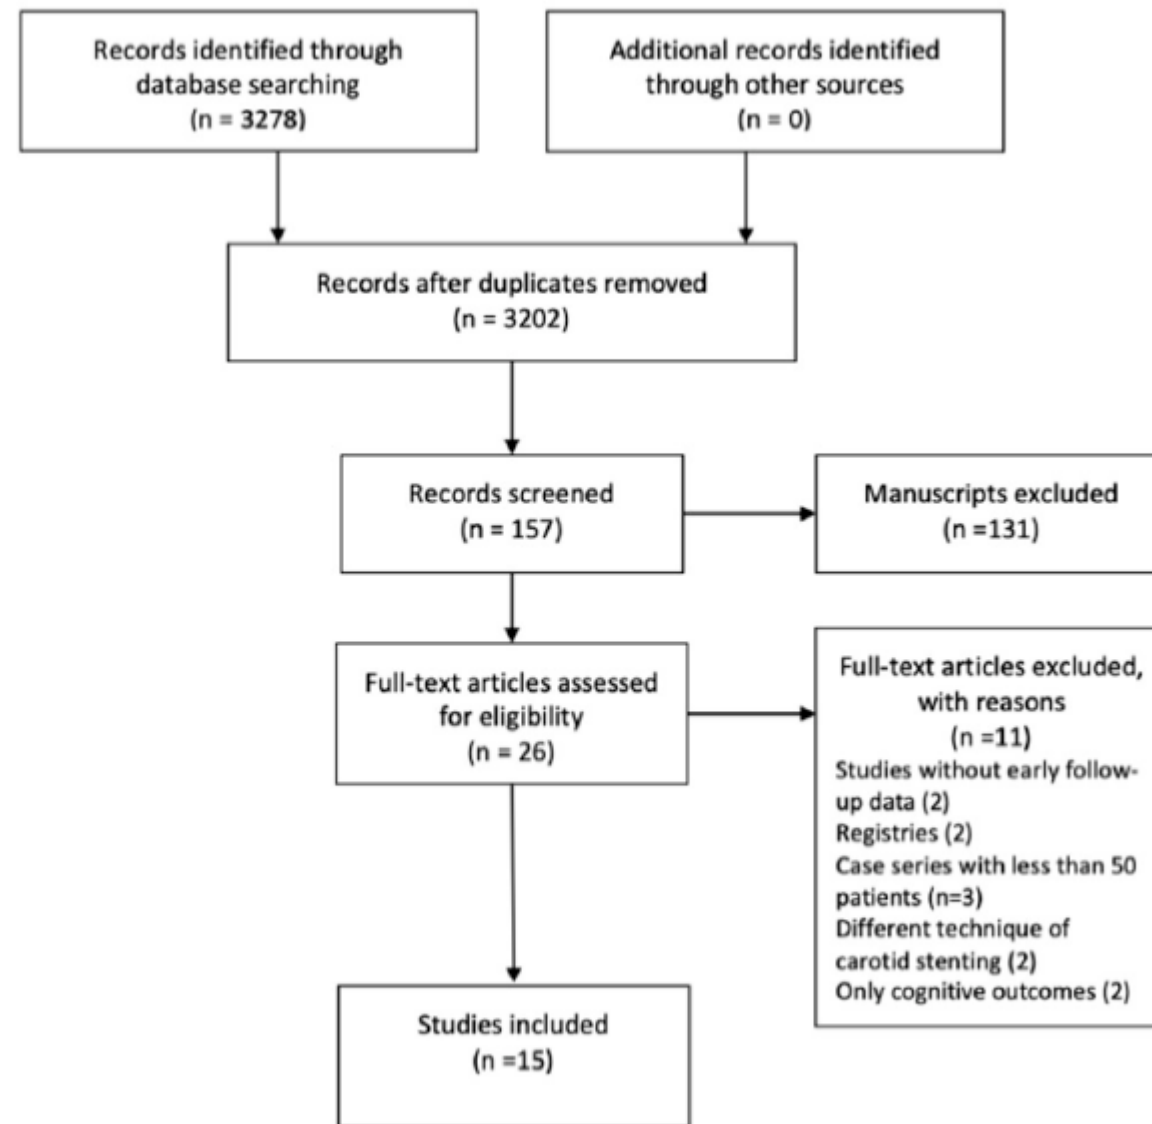 Records identified through
database searching
(n = 3278)
Additional records identified
through other sources
(n = 0)
Records after duplicates removed
(n = 3202)
Records screened
(n = 157)
Manuscripts excluded
(n =131)
Full-text articles assessed
for eligibility
(n = 26)
Full-text articles excluded,
with reasons
(n =11)
Studies without early follow-
up data (2)
Registries (2)
Case series with less than 50
patients (n=3)
Different technique of
carotid stenting (2)
Only cognitive outcomes (2)
Studies included
(n =15)